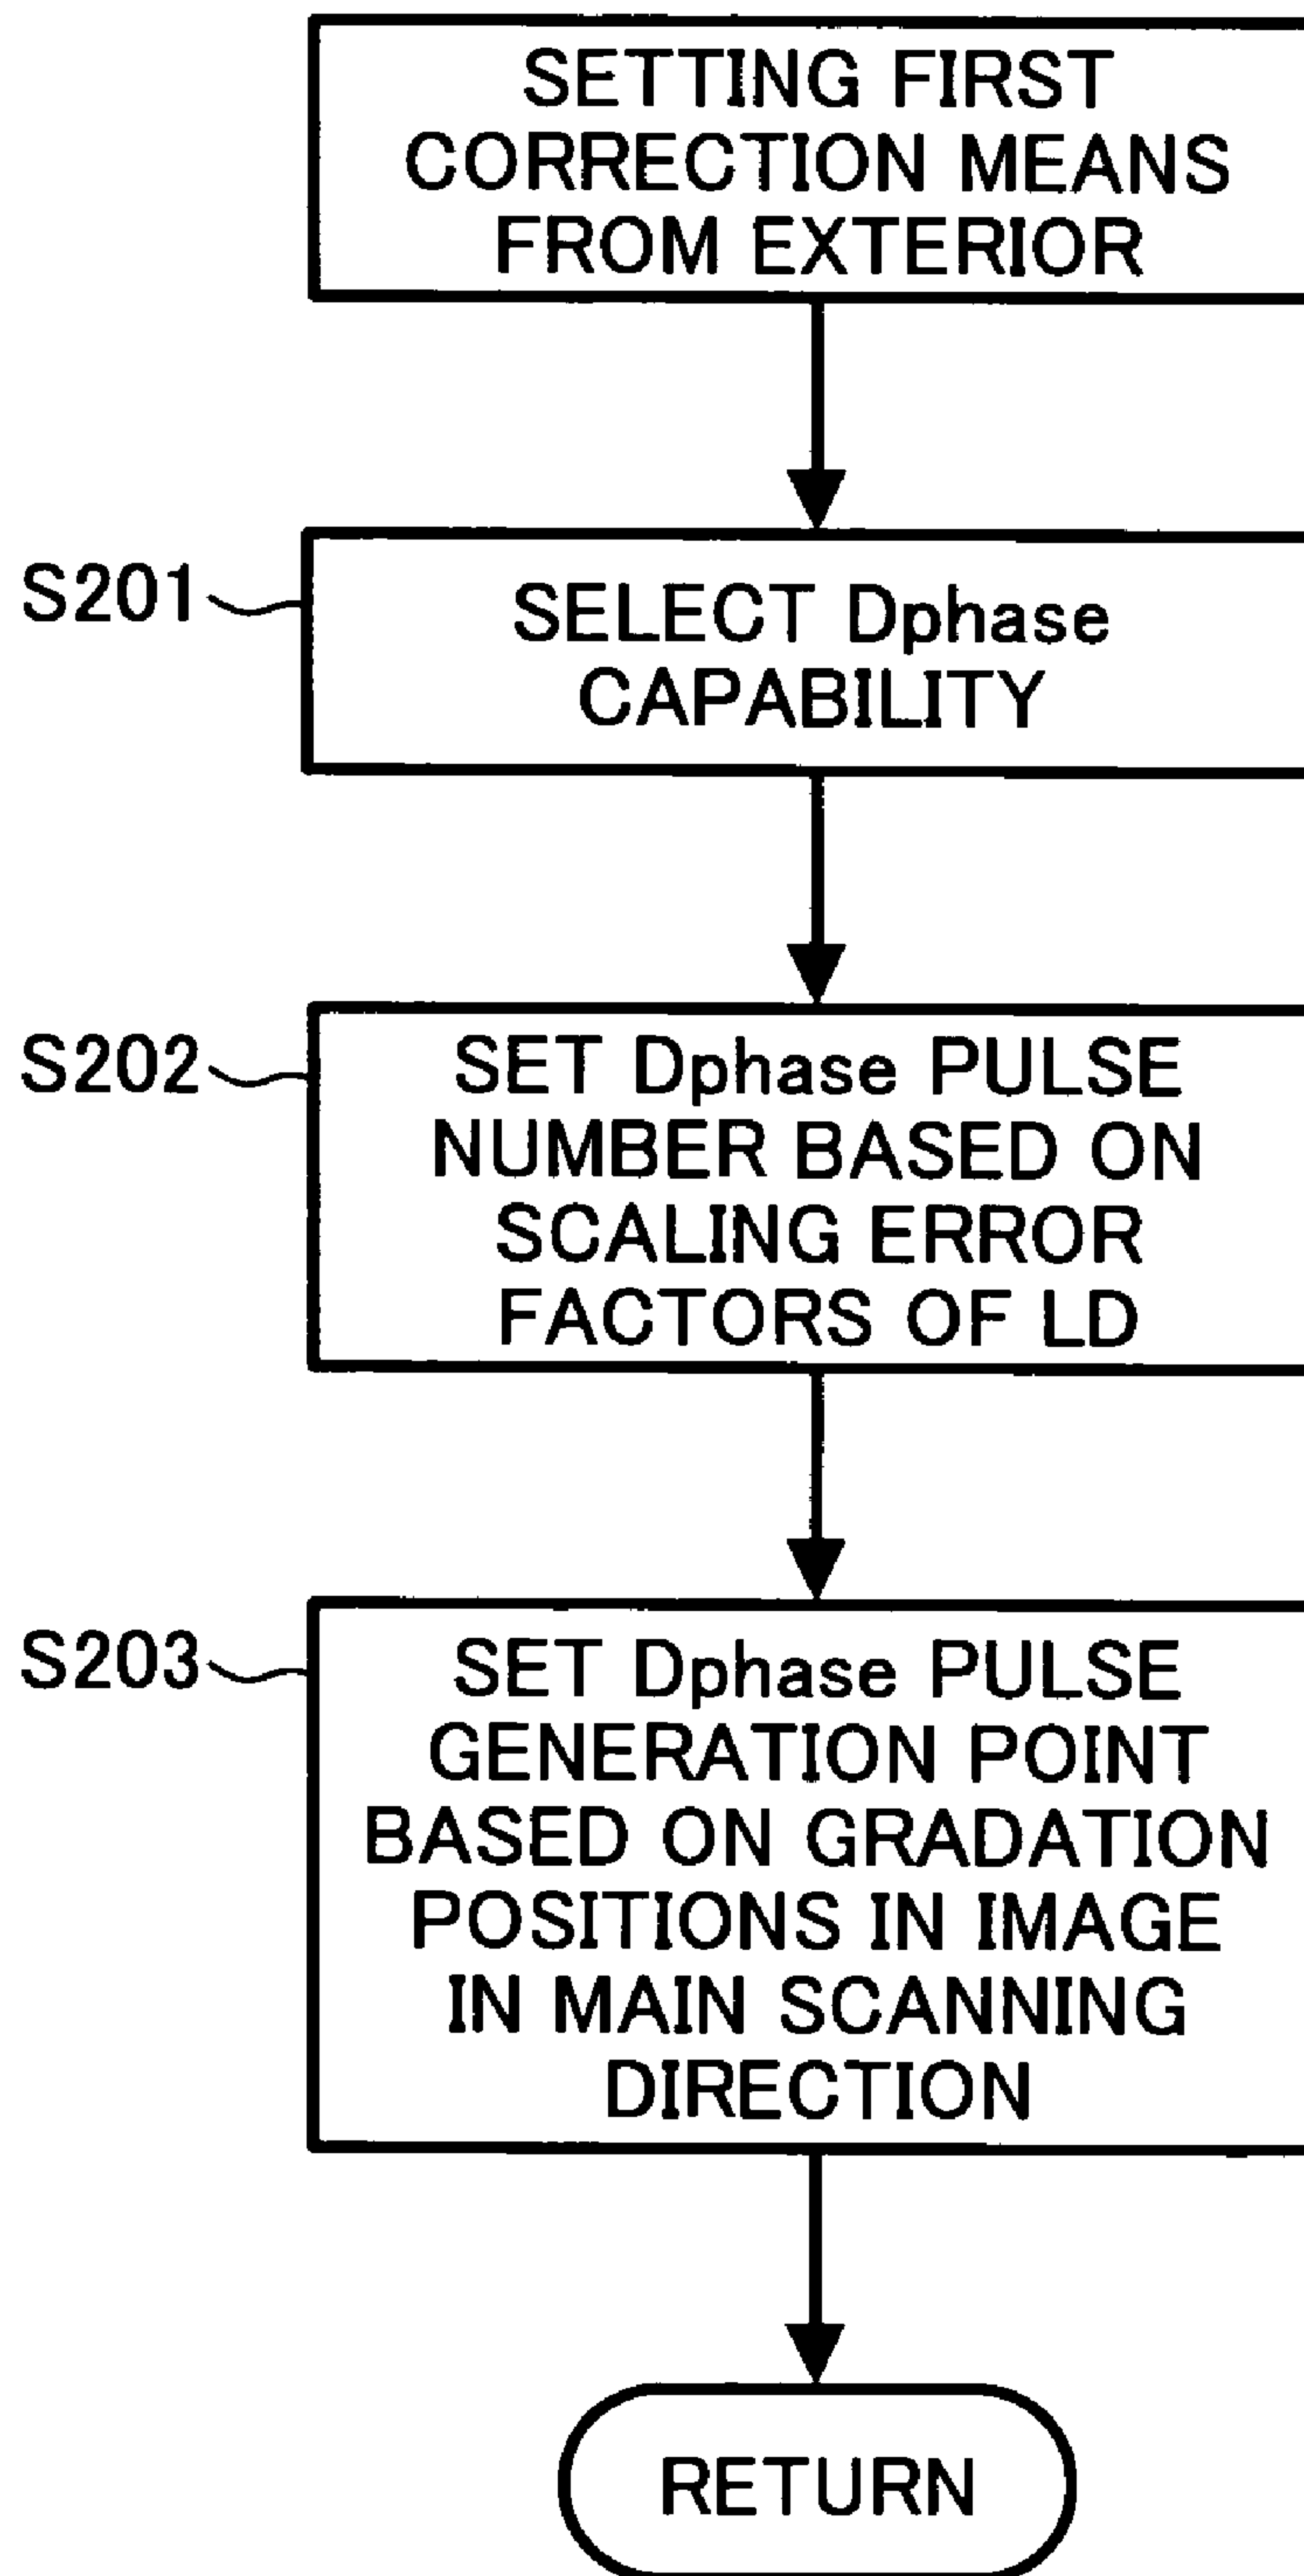 SETTING FIRST
CORRECTION MEANS
FROM EXTERIOR
S201
SELECT Dphase
CAPABILITY
S202
SET Dphase PULSE
NUMBER BASED ON
SCALING ERROR
FACTORS OF LD
S203
SET Dphase PULSE
GENERATION POINT
BASED ON GRADATION
POSITIONS IN IMAGE
IN MAIN SCANNING
DIRECTION
RETURN